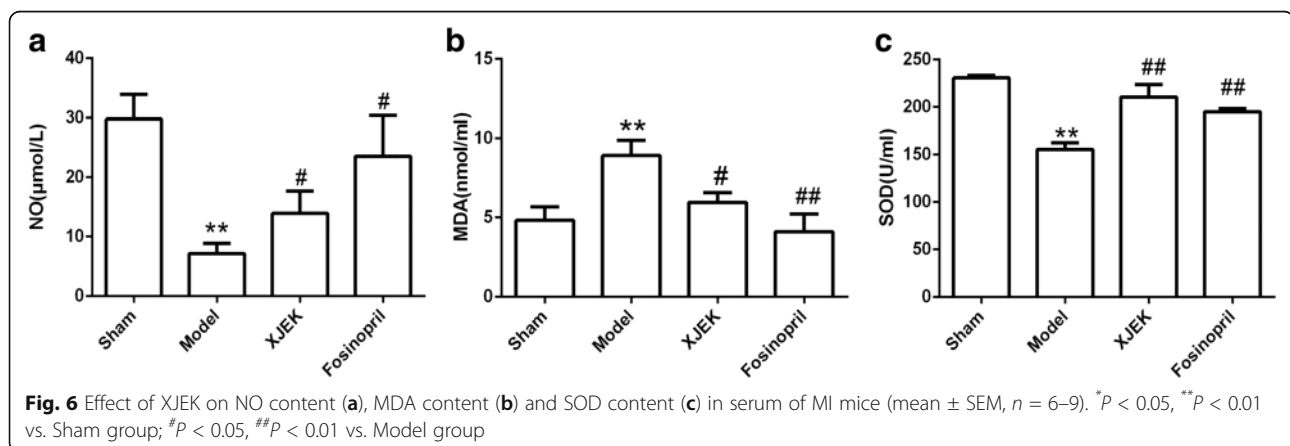 a
NO(µmol/L)
40
30
20
10
0
**
#
#
Sham
Model
XJEK
Fosinopril
b
MDA(nmol/ml)
15
10
5
0
**
#
##
Sham
Model
XJEK
Fosinopril
c
SOD(U/ml)
250
200
150
100
50
0
**
##
##
Sham
Model
XJEK
Fosinopril
Fig. 6 Effect of XJEK on NO content (a), MDA content (b) and SOD content (c) in serum of MI mice (mean ± SEM, n = 6–9). *P < 0.05, **P < 0.01
vs. Sham group; #P < 0.05, ##P < 0.01 vs. Model group